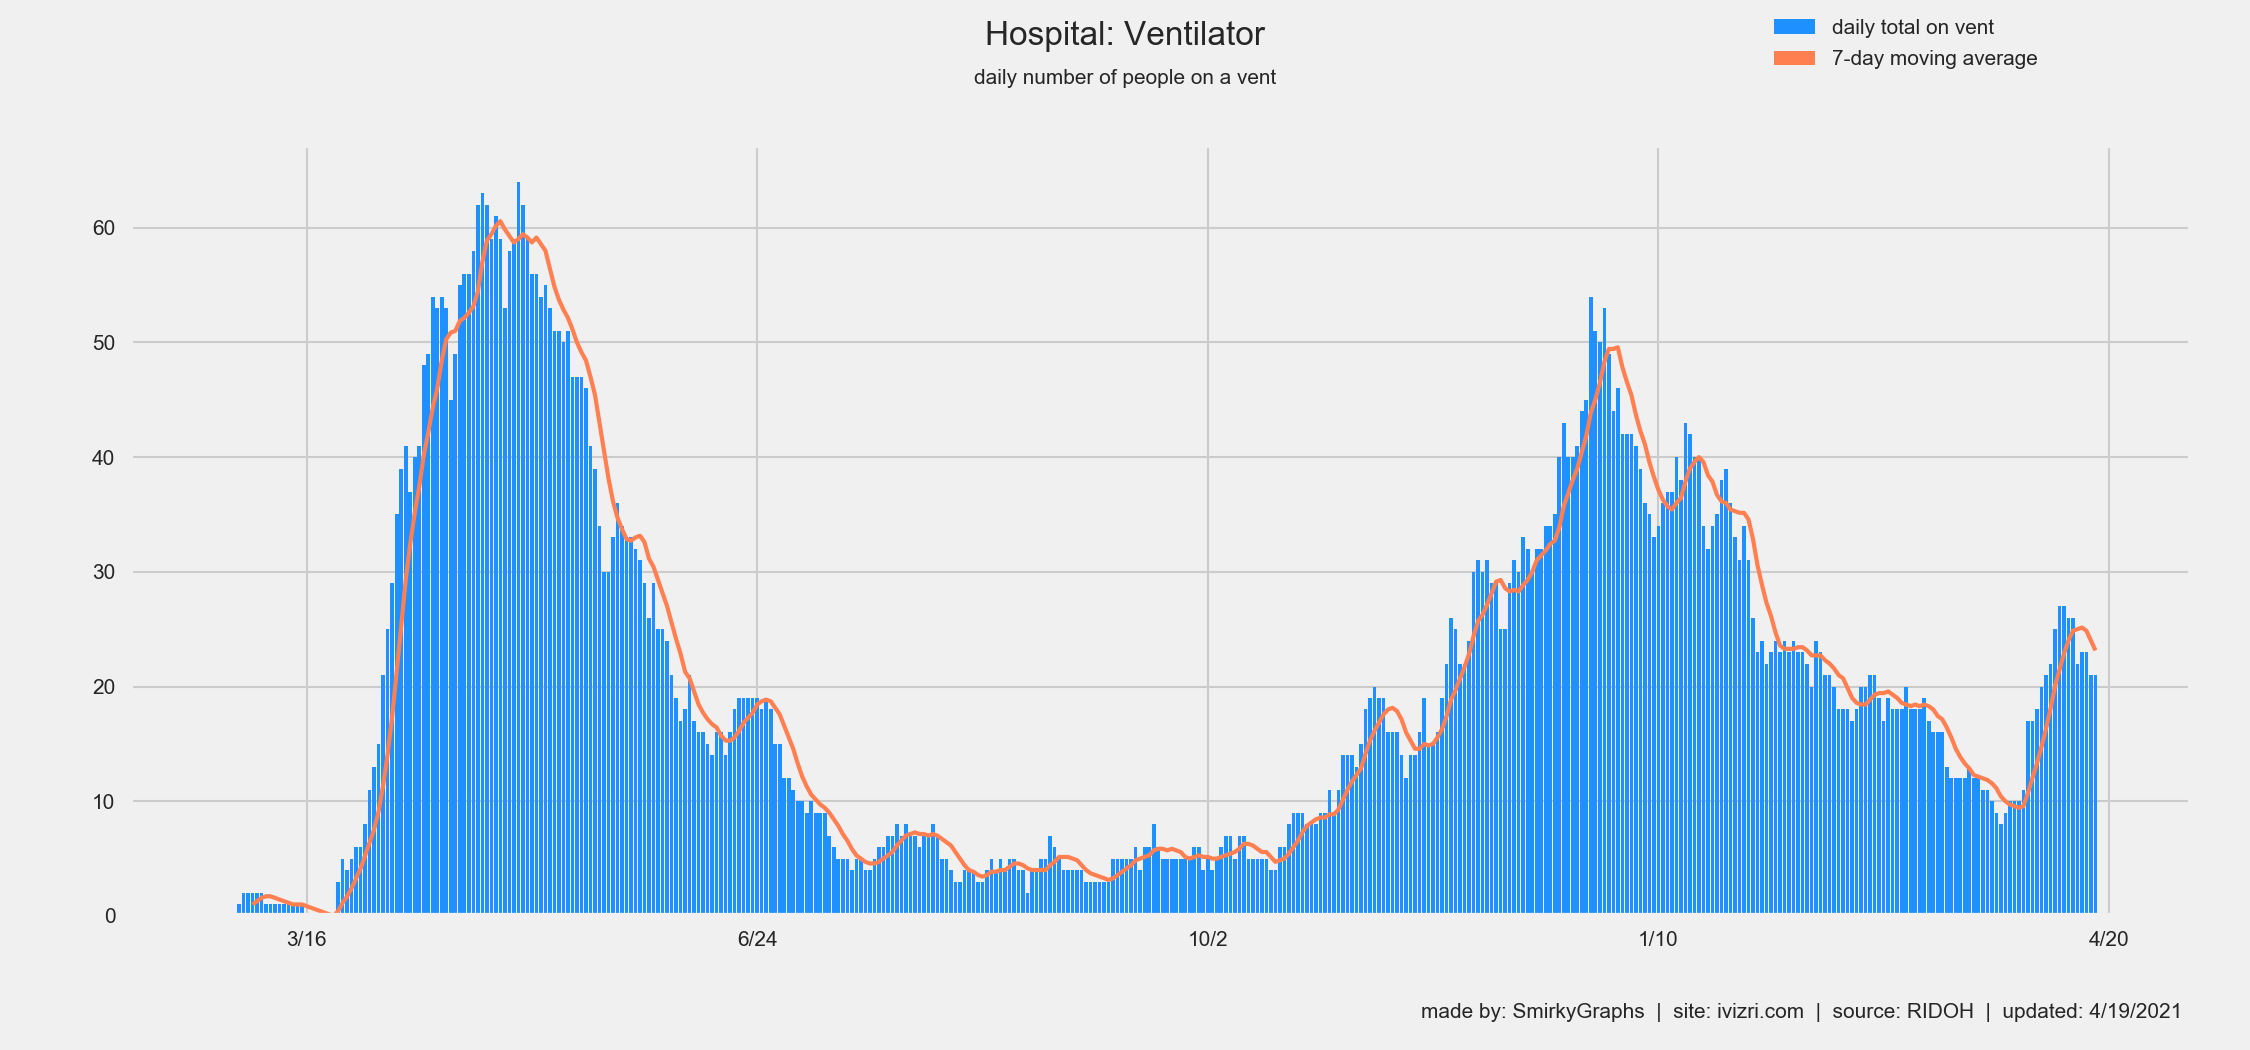 Hospital: Ventilator
daily number of people on a vent
daily total on vent
7-day moving average
60
50
40
30
20
10
0
3/16 6/24 10/2 1/10 4/20
made by: SmirkyGraphs | site: ivizri.com | source: RIDOH | updated: 4/19/2021